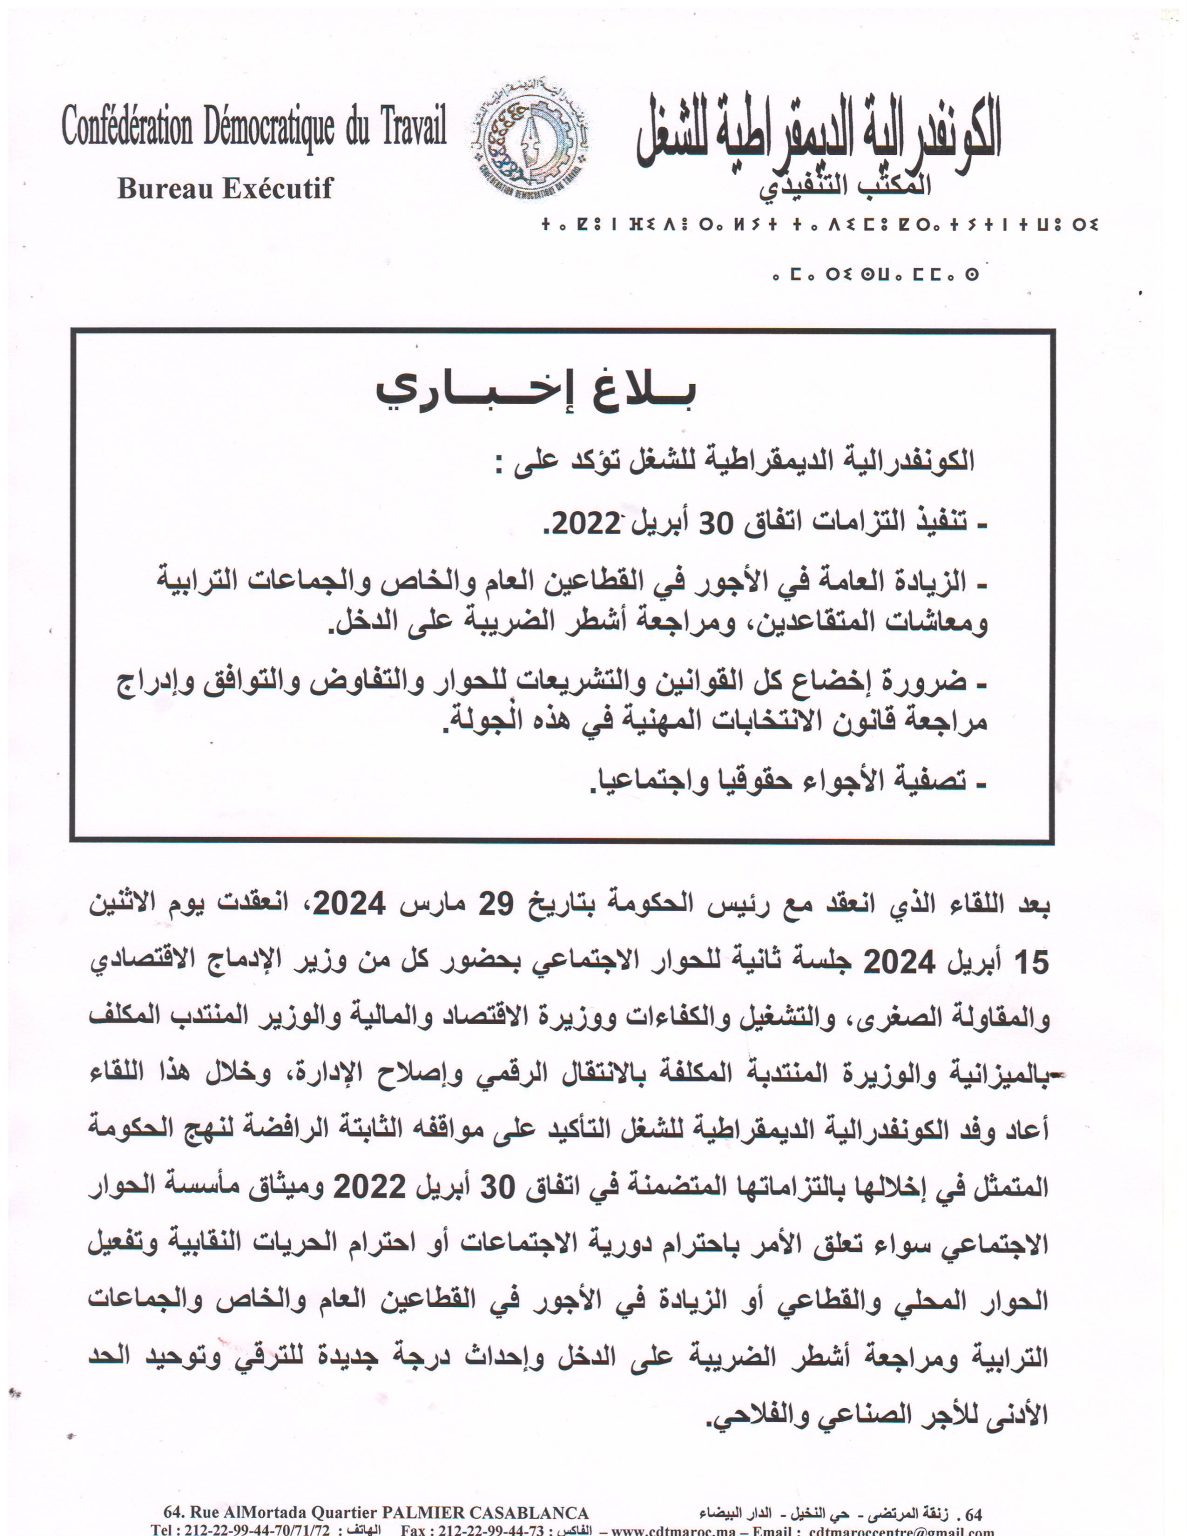 الكونفدرالية الديمقراطية للشغل
Confédération Démocratique du Travail
المكتب التنفيذي
Bureau Exécutif
ⵜⴰⴽⵓⵏⴼⵉⴷⵓⵔⴰⵍⵢⵜ ⵜⴰⴷⵉⵎⵓⵇⵔⴰⵜⵢⵜⵏⵜⵡⵓⵔⵉ
ⴰⵎⴰⵔⵉⵙⵡⴰⵎⵎⴰⵙ
CONFEDERATION DEMOCRATIQUE DU TRAVAIL
بــلاغ إخــبــاري
الكونفدرالية الديمقراطية للشغل تؤكد على :
- تنفيذ التزامات اتفاق 30 أبريل 2022.
- الزيادة العامة في الأجور في القطاعين العام والخاص والجماعات الترابية
ومعاشات المتقاعدين، ومراجعة أشطر الضريبة على الدخل.
- ضرورة إخضاع كل القوانين والتشريعات للحوار والتفاوض والتوافق وإدراج
مراجعة قانون الانتخابات المهنية في هذه الجولة.
- تصفية الأجواء حقوقيا واجتماعيا.
بعد اللقاء الذي انعقد مع رئيس الحكومة بتاريخ 29 مارس 2024، انعقدت يوم الاثنين
15 أبريل 2024 جلسة ثانية للحوار الاجتماعي بحضور كل من وزير الإدماج الاقتصادي
والمقاولة الصغرى، والتشغيل والكفاءات ووزيرة الاقتصاد والمالية والوزير المنتدب المكلف
بالميزانية والوزيرة المنتدبة المكلفة بالانتقال الرقمي وإصلاح الإدارة، وخلال هذا اللقاء
أعاد وفد الكونفدرالية الديمقراطية للشغل التأكيد على مواقفه الثابتة الرافضة لنهج الحكومة
المتمثل في إخلالها بالتزاماتها المتضمنة في اتفاق 30 أبريل 2022 وميثاق مأسسة الحوار
الاجتماعي سواء تعلق الأمر باحترام دورية الاجتماعات أو احترام الحريات النقابية وتفعيل
الحوار المحلي والقطاعي أو الزيادة في الأجور في القطاعين العام والخاص والجماعات
الترابية ومراجعة أشطر الضريبة على الدخل وإحداث درجة جديدة للترقي وتوحيد الحد
الأدنى للأجر الصناعي والفلاحي.
64. Rue AlMortada Quartier PALMIER CASABLANCA
64 . زنقة المرتضى - حي النخيل - الدار البيضاء
Tel : 212-22-99-44-70/71/72 : الهاتف Fax : 212-22-99-44-73 : الفاكس – www.cdtmaroc.ma – Email : cdtmaroccentre@gmail.com